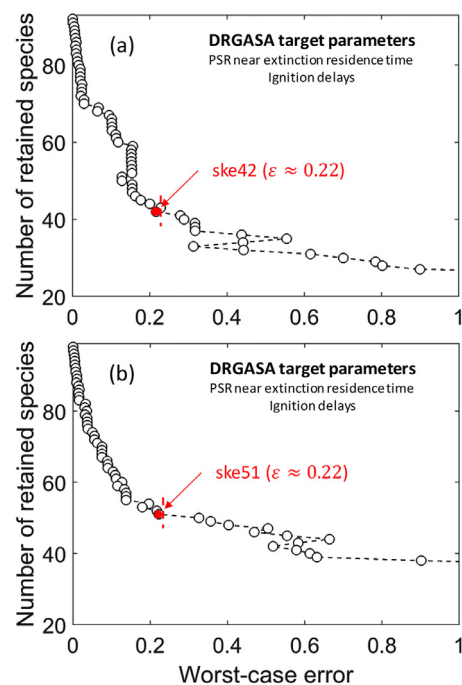 (a)
DRGASA target parameters
PSR near extinction residence time
Ignition delays
ske42 (ε ≈ 0.22)
Number of retained species
80
60
40
20
0 0.2 0.4 0.6 0.8 1
(b)
DRGASA target parameters
PSR near extinction residence time
Ignition delays
ske51 (ε ≈ 0.22)
Number of retained species
80
60
40
20
0 0.2 0.4 0.6 0.8 1
Worst-case error